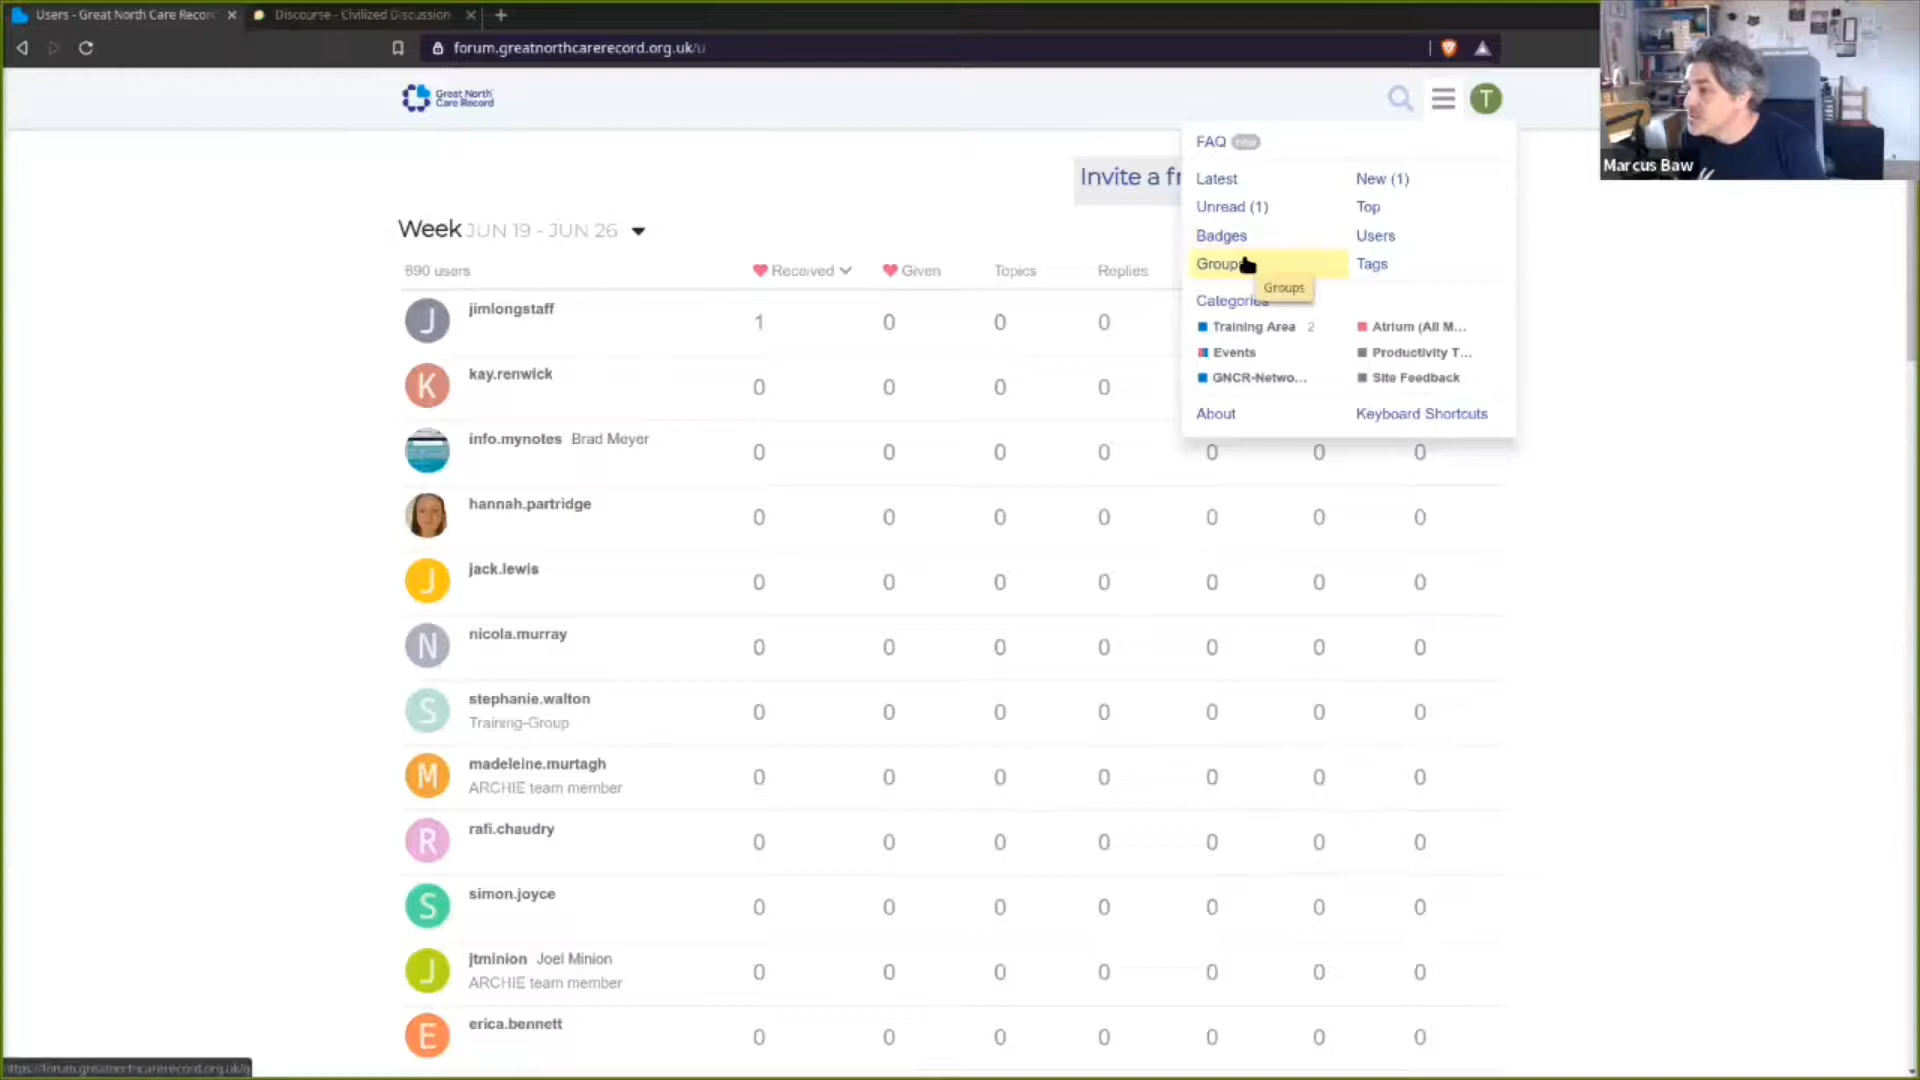 Users - Great North Care Recor
Discourse - Civilized Discussion
forum.greatnorthcarerecord.org.uk/u
Marcus Baw
Great North
Care Record
T
FAQ new
Invite a fr
Latest
New (1)
Unread (1)
Top
Badges
Users
Group
Tags
Groups
Categories
Training Area 2
Atrium (All M...
Events
Productivity T...
GNCR-Netwo...
Site Feedback
About
Keyboard Shortcuts
Week JUN 19 - JUN 26
690 users
Received
Given
Topics
Replies
J
jimlongstaff
1 0 0 0
K
kay.renwick
0 0 0 0
info.mynotes Brad Meyer
0 0 0 0 0 0 0
hannah.partridge
0 0 0 0 0 0 0
J
jack.lewis
0 0 0 0 0 0 0
N
nicola.murray
0 0 0 0 0 0 0
S
stephanie.walton
Training-Group
0 0 0 0 0 0 0
M
madeleine.murtagh
ARCHIE team member
0 0 0 0 0 0 0
R
rafi.chaudry
0 0 0 0 0 0 0
S
simon.joyce
0 0 0 0 0 0 0
J
jtminion Joel Minion
ARCHIE team member
0 0 0 0 0 0 0
E
erica.bennett
0 0 0 0 0 0 0
https://forum.greatnorthcarerecord.org.uk/g